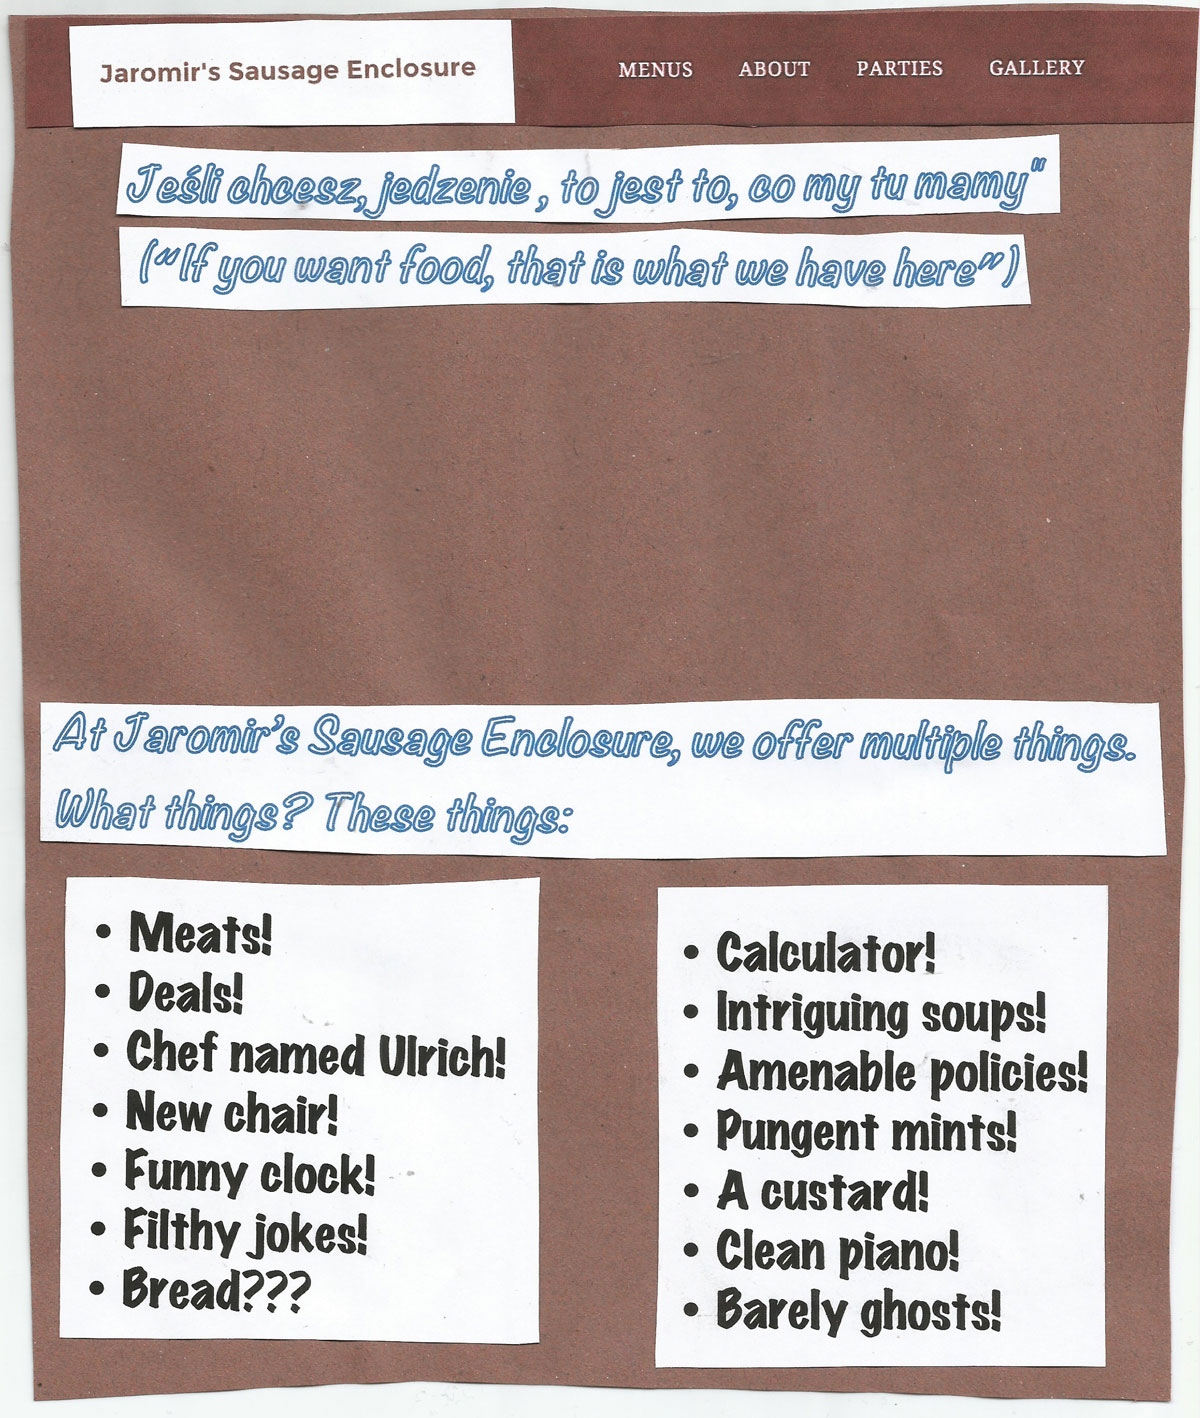 Jaromir's Sausage Enclosure
MENUS ABOUT PARTIES GALLERY
Jeśli chcesz, jedzenie , to jest to, co my tu mamy"
(“If you want food, that is what we have here”)
At Jaromir’s Sausage Enclosure, we offer multiple things.
What things? These things:
• Meats!
• Deals!
• Chef named Ulrich!
• New chair!
• Funny clock!
• Filthy jokes!
• Bread???
• Calculator!
• Intriguing soups!
• Amenable policies!
• Pungent mints!
• A custard!
• Clean piano!
• Barely ghosts!